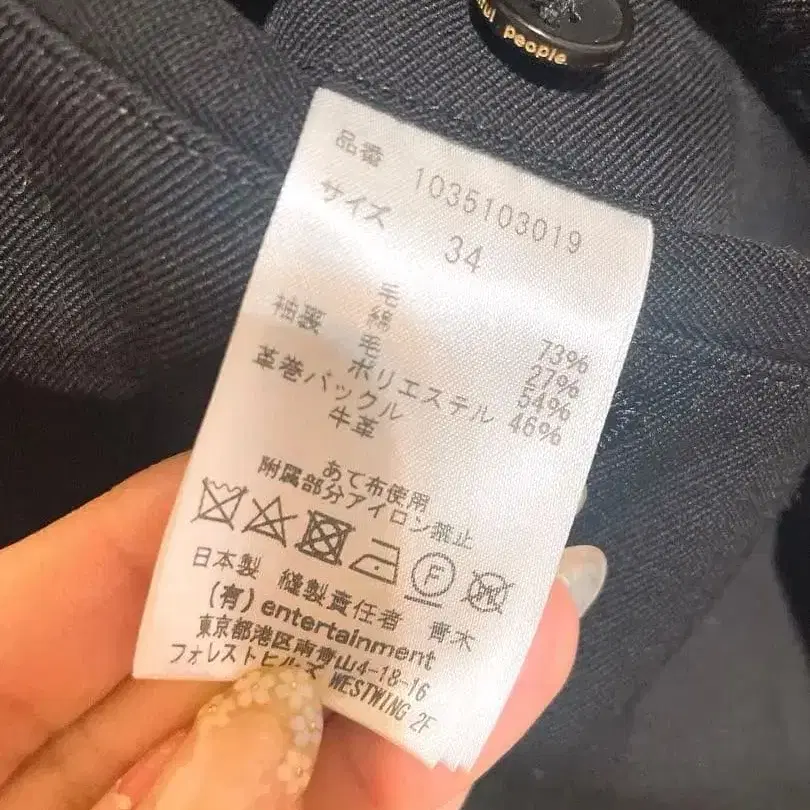 ful people
品番 1035103019
サイズ 34
毛 73%
綿 27%
袖裏 毛 54%
ポリエステル 46%
革巻バックル
牛革
あて布使用
附属部分アイロン禁止
F W
日本製 縫製責任者 青木
(有) entertainment
東京都港区南青山4-18-16
フォレストヒルズ WESTWING 2F